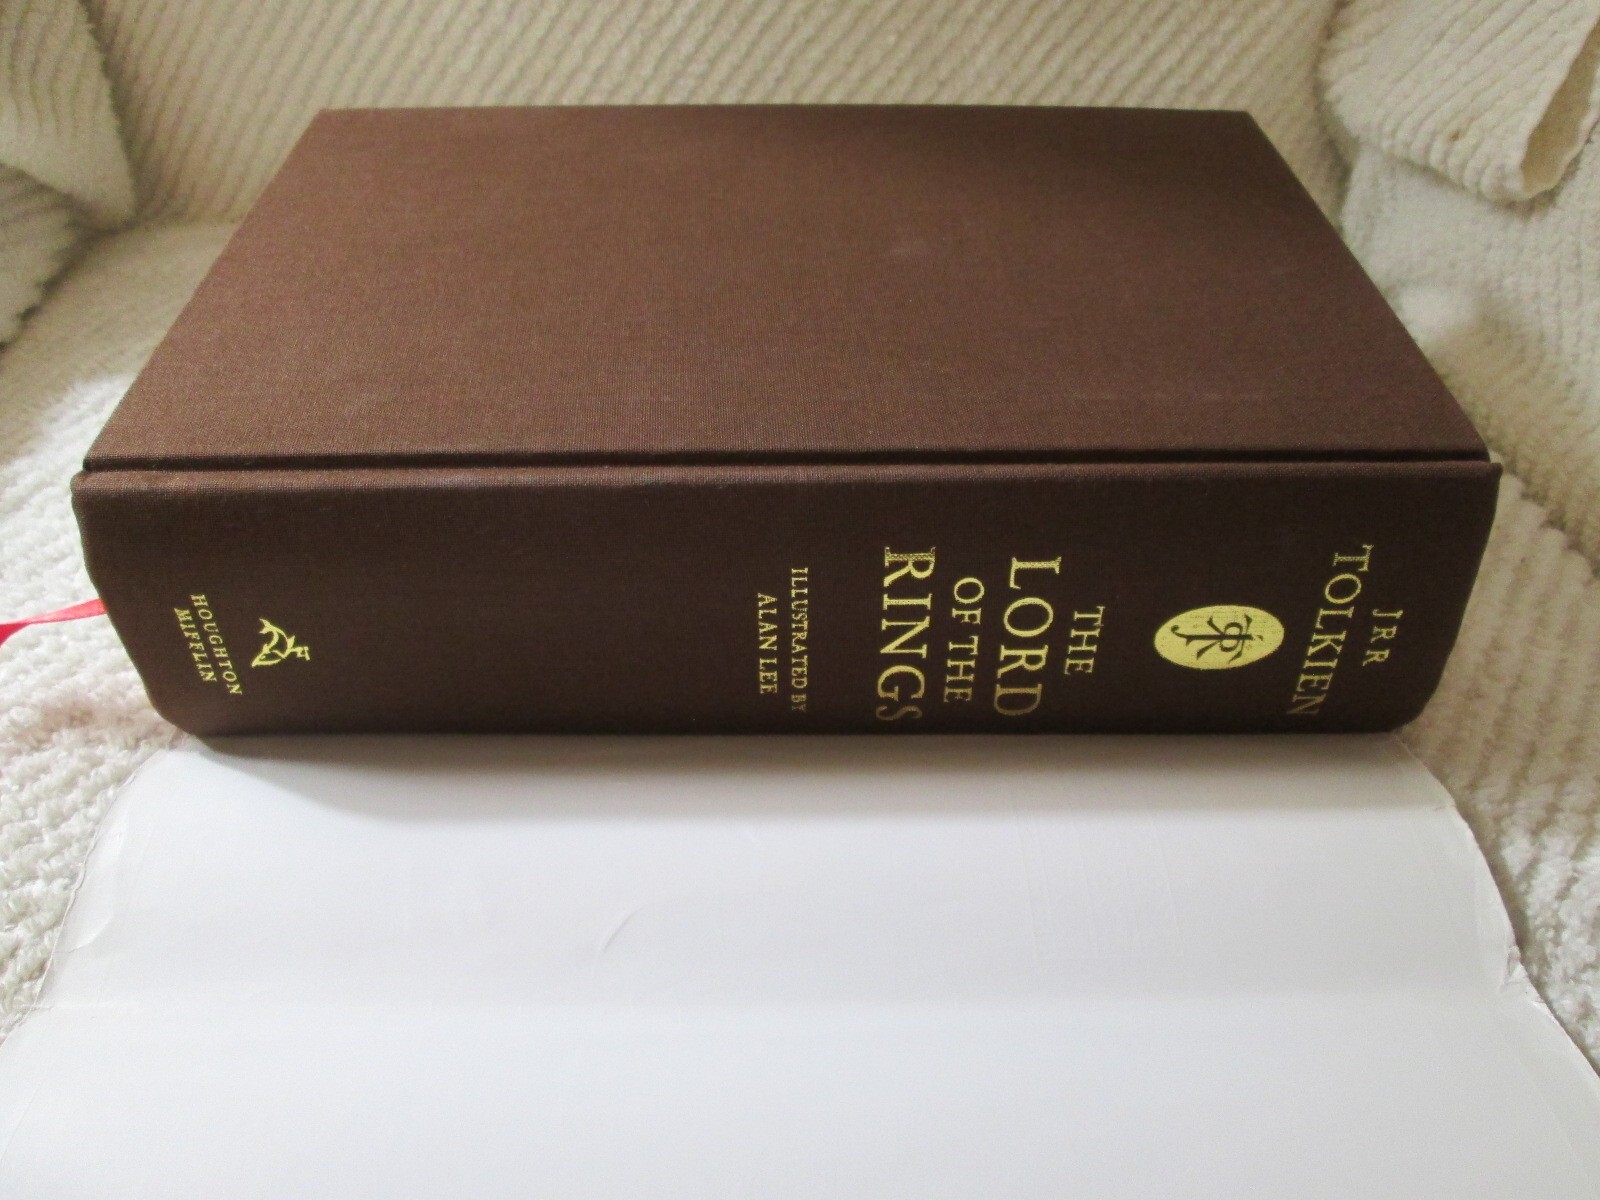 JRR
TOLKIEN
THE
LORD
OF THE
RINGS
ILLUSTRATED BY
ALAN LEE
HOUGHTON
MIFFLIN